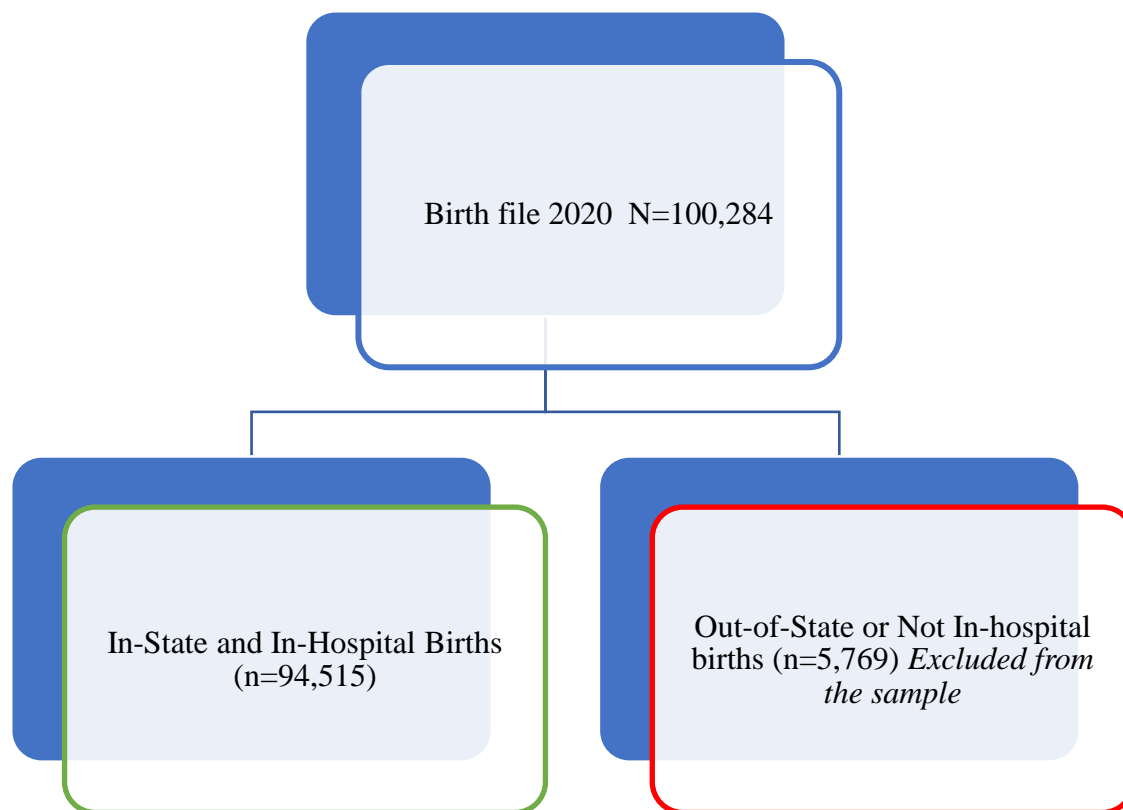 Birth file 2020  N=100,284
In-State and In-Hospital Births
(n=94,515)
Out-of-State or Not In-hospital
births (n=5,769) Excluded from
the sample